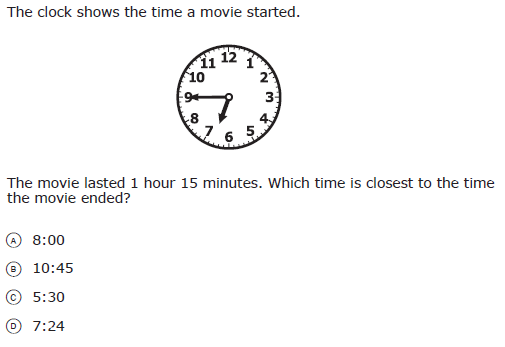 The clock shows the time a movie started.
12
11 1
10 2
9 3
8 4
7 5
6
The movie lasted 1 hour 15 minutes. Which time is closest to the time
the movie ended?
A 8:00
B 10:45
C 5:30
D 7:24